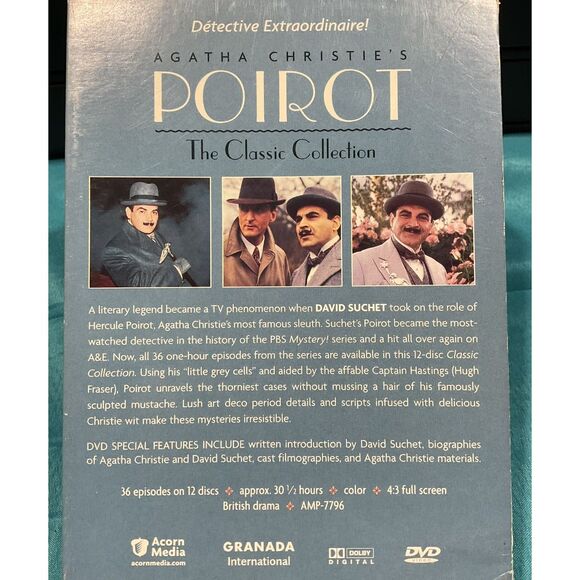 Détective Extraordinaire!
AGATHA CHRISTIE'S
POIROT
The Classic Collection
A literary legend became a TV phenomenon when DAVID SUCHET took on the role of
Hercule Poirot, Agatha Christie's most famous sleuth. Suchet's Poirot became the most-
watched detective in the history of the PBS Mystery! series and a hit all over again on
A&E. Now, all 36 one-hour episodes from the series are available in this 12-disc Classic
Collection. Using his "little grey cells" and aided by the affable Captain Hastings (Hugh
Fraser), Poirot unravels the thorniest cases without mussing a hair of his famously
sculpted mustache. Lush art deco period details and scripts infused with delicious
Christie wit make these mysteries irresistible.
DVD SPECIAL FEATURES INCLUDE written introduction by David Suchet, biographies
of Agatha Christie and David Suchet, cast filmographies, and Agatha Christie materials.
36 episodes on 12 discs ❖ approx. 30 1/2 hours ❖ color ❖ 4:3 full screen
British drama ❖ AMP-7796
Acorn
Media
acornmedia.com
GRANADA
International
DOLBY
DIGITAL
DVD
VIDEO